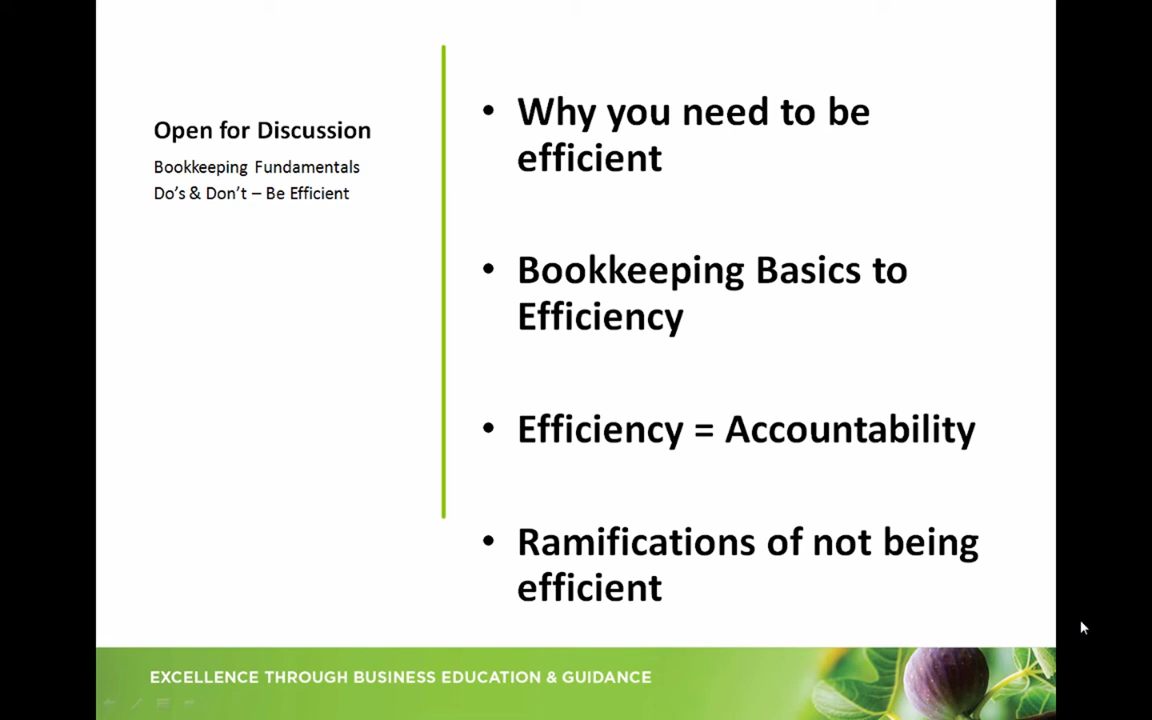 Open for Discussion
Bookkeeping Fundamentals
Do's & Don't – Be Efficient
• Why you need to be
efficient
• Bookkeeping Basics to
Efficiency
• Efficiency = Accountability
• Ramifications of not being
efficient
EXCELLENCE THROUGH BUSINESS EDUCATION & GUIDANCE